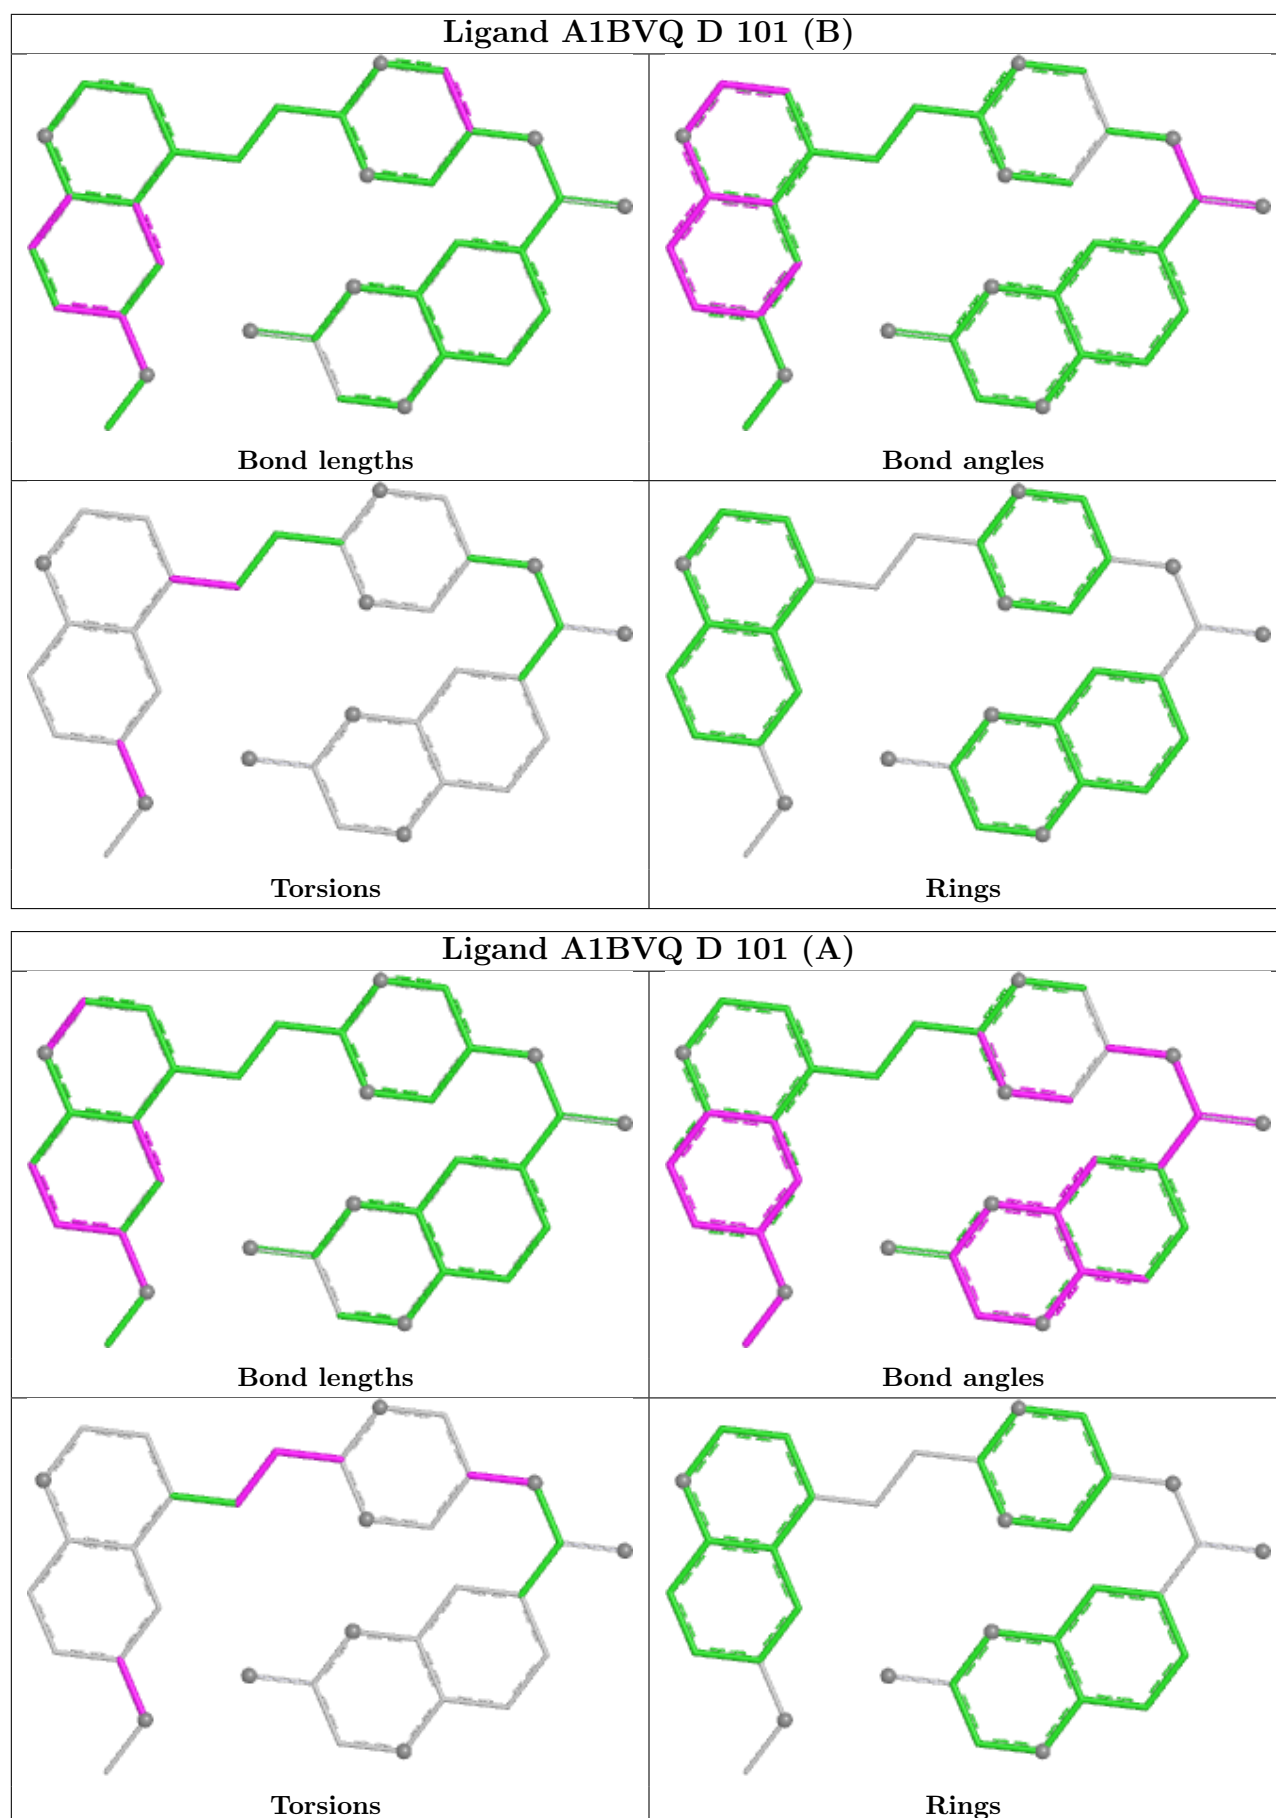 Ligand A1BVQ D 101 (B)
Bond lengths
Bond angles
Torsions
Rings
Ligand A1BVQ D 101 (A)
Bond lengths
Bond angles
Torsions
Rings